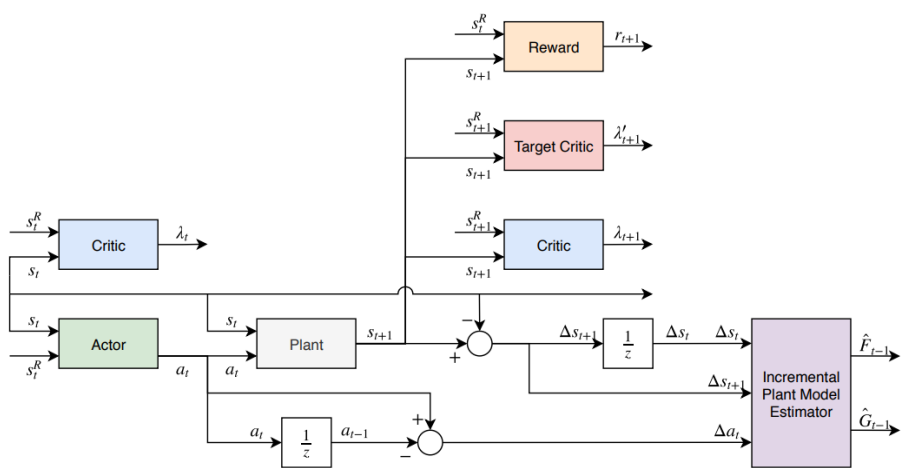 s_t^R
Reward
r_{t+1}
s_{t+1}
s_{t+1}^R
Target Critic
λ'_{t+1}
s_{t+1}
s_t^R
Critic
λ_t
s_t
s_{t+1}^R
Critic
λ_{t+1}
s_{t+1}
s_t
Actor
s_t^R
a_t
s_t
Plant
a_t
s_{t+1}
−
+
Δs_{t+1}
1/z
Δs_t
Δs_t
Δs_{t+1}
Incremental
Plant Model
Estimator
F̂_{t-1}
Ĝ_{t-1}
a_t
1/z
a_{t-1}
+
−
Δa_t